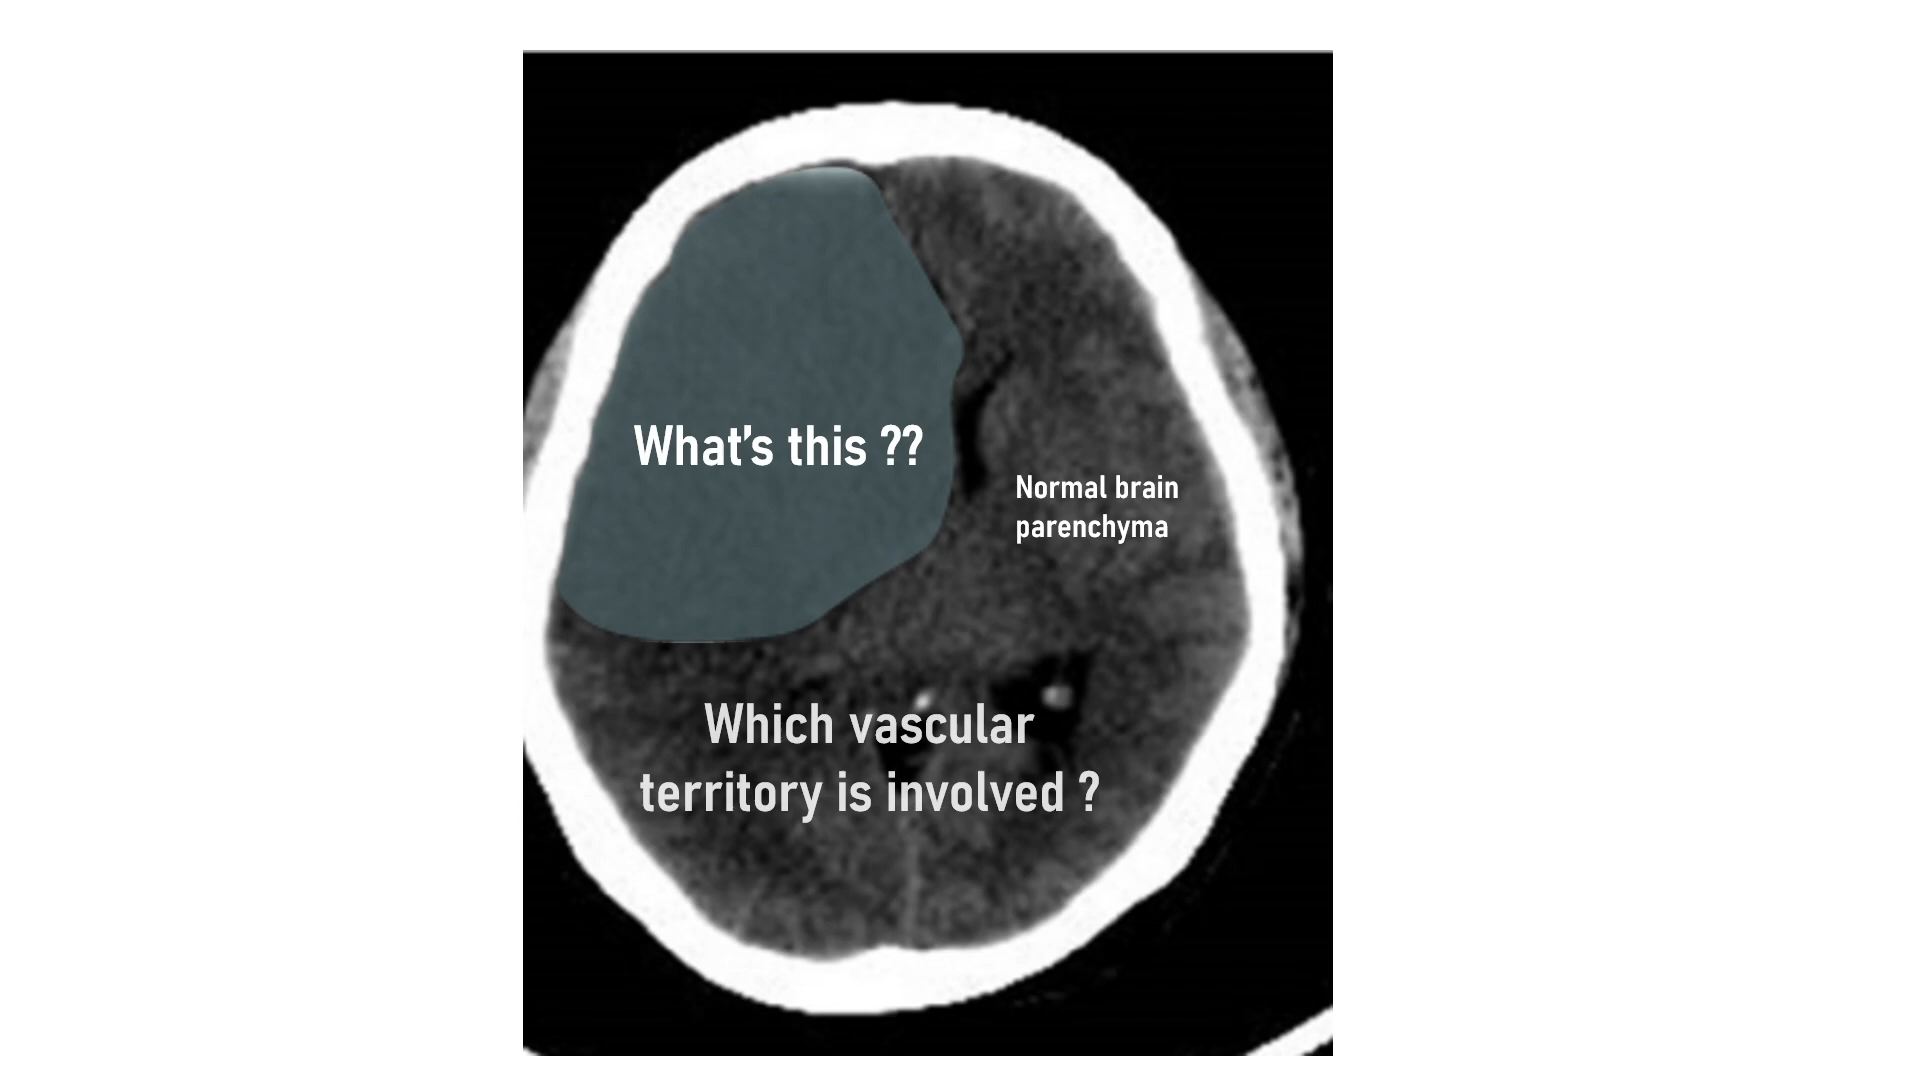 What's this ??
Normal brain
parenchyma
Which vascular
territory is involved ?